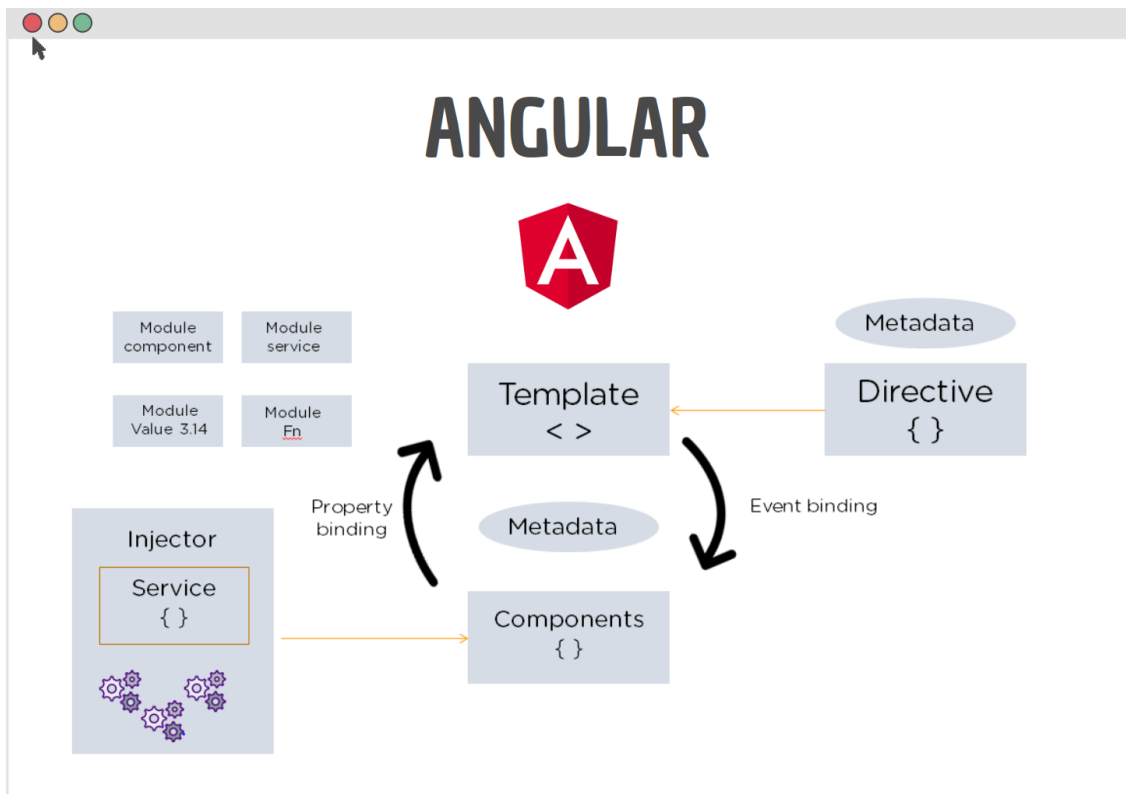 ANGULAR
A
Module
component
Module
service
Module
Value 3.14
Module
Fn
Metadata
Template
< >
Directive
{ }
Property
binding
Metadata
Event binding
Injector
Service
{ }
Components
{ }